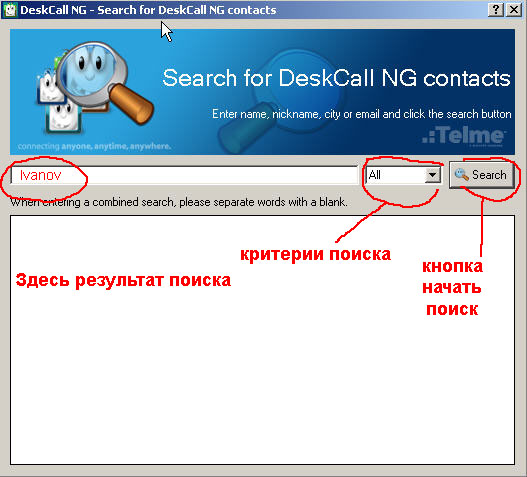 DeskCall NG - Search for DeskCall NG contacts
Search for DeskCall NG contacts
Enter name, nickname, city or email and click the search button
.::Telme
connecting anyone, anytime, anywhere.
Ivanov
All
Search
When entering a combined search, please separate words with a blank.
критерии поиска
Здесь результат поиска
кнопка
начать
поиск